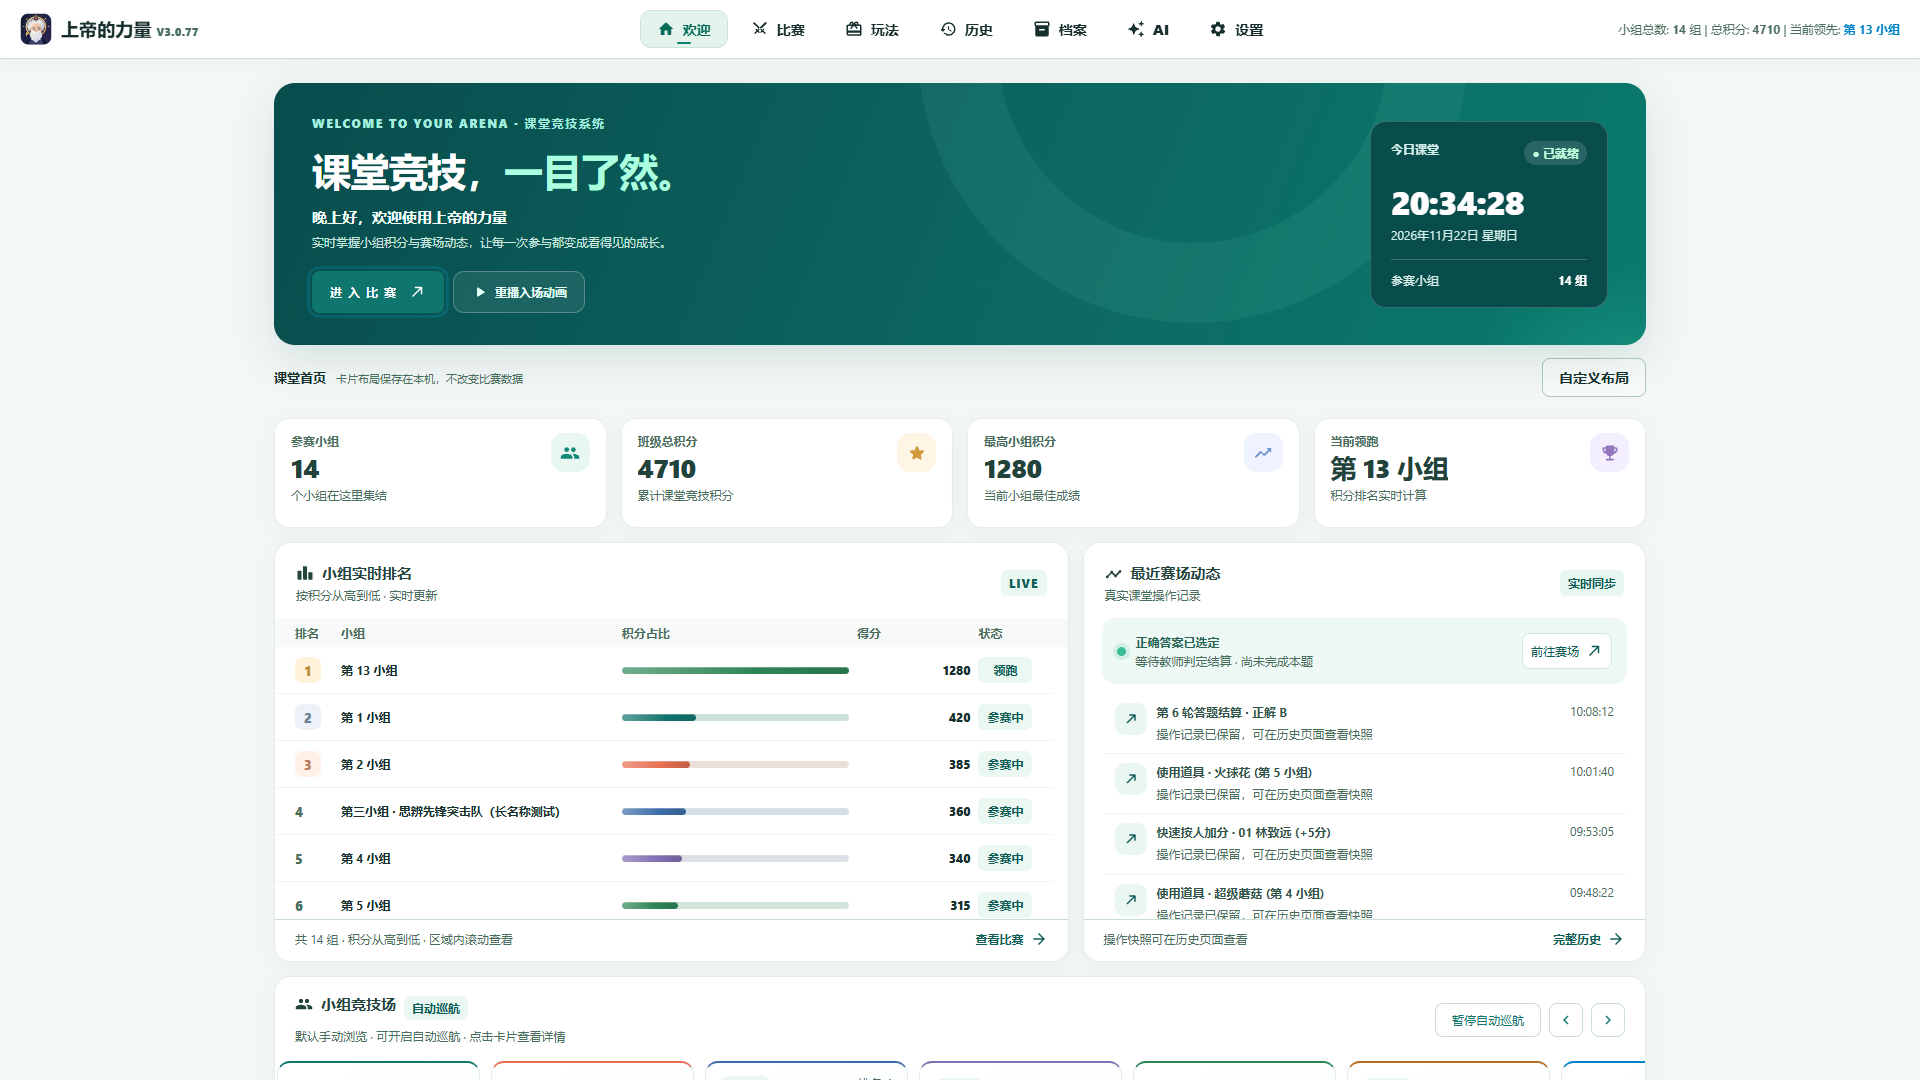 上帝的力量 V3.0.77
欢迎
比赛
玩法
历史
档案
AI
设置
小组总数: 14 组 | 总积分: 4710 | 当前领先: 第 13 小组
WELCOME TO YOUR ARENA · 课堂竞技系统
课堂竞技，一目了然。
晚上好，欢迎使用上帝的力量
实时掌握小组积分与赛场动态，让每一次参与都变成看得见的成长。
进入比赛
重播入场动画
今日课堂
已就绪
20:34:28
2026年11月22日 星期日
参赛小组
14 组
课堂首页
卡片布局保存在本机，不改变比赛数据
自定义布局
参赛小组
14
个小组在这里集结
班级总积分
4710
累计课堂竞技积分
最高小组积分
1280
当前小组最佳成绩
当前领跑
第 13 小组
积分排名实时计算
小组实时排名
按积分从高到低 · 实时更新
LIVE
排名 小组 积分占比 得分 状态
1 第 13 小组 1280 领跑
2 第 1 小组 420 参赛中
3 第 2 小组 385 参赛中
4 第三小组 · 思辨先锋突击队（长名称测试） 360 参赛中
5 第 4 小组 340 参赛中
6 第 5 小组 315 参赛中
共 14 组 · 积分从高到低 · 区域内滚动查看
查看比赛
最近赛场动态
真实课堂操作记录
实时同步
正确答案已选定
等待教师判定结算 · 尚未完成本题
前往赛场
第 6 轮答题结算 · 正解 B
10:08:12
操作记录已保留，可在历史页面查看快照
使用道具 · 火球花 (第 5 小组)
10:01:40
操作记录已保留，可在历史页面查看快照
快速按人加分 · 01 林致远 (+5分)
09:53:05
操作记录已保留，可在历史页面查看快照
使用道具 · 超级蘑菇 (第 4 小组)
09:48:22
操作记录已保留，可在历史页面查看快照
操作快照可在历史页面查看
完整历史
小组竞技场
自动巡航
默认手动浏览 · 可开启自动巡航 · 点击卡片查看详情
暂停自动巡航